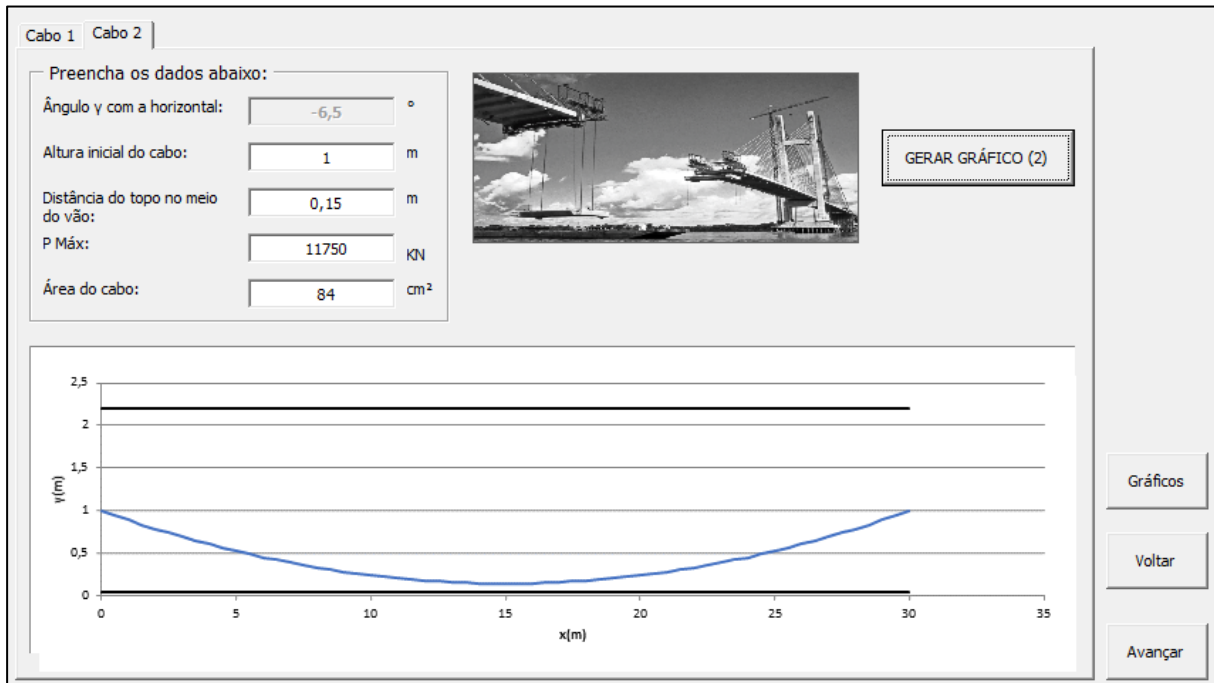 Cabo 1
Cabo 2
Preencha os dados abaixo:
Ângulo γ com a horizontal:
-6,5
°
Altura inicial do cabo:
1
m
Distância do topo no meio
do vão:
0,15
m
P Máx:
11750
KN
Área do cabo:
84
cm²
GERAR GRÁFICO (2)
2,5
2
1,5
1
0,5
0
y(m)
0
5
10
15
20
25
30
35
x(m)
Gráficos
Voltar
Avançar